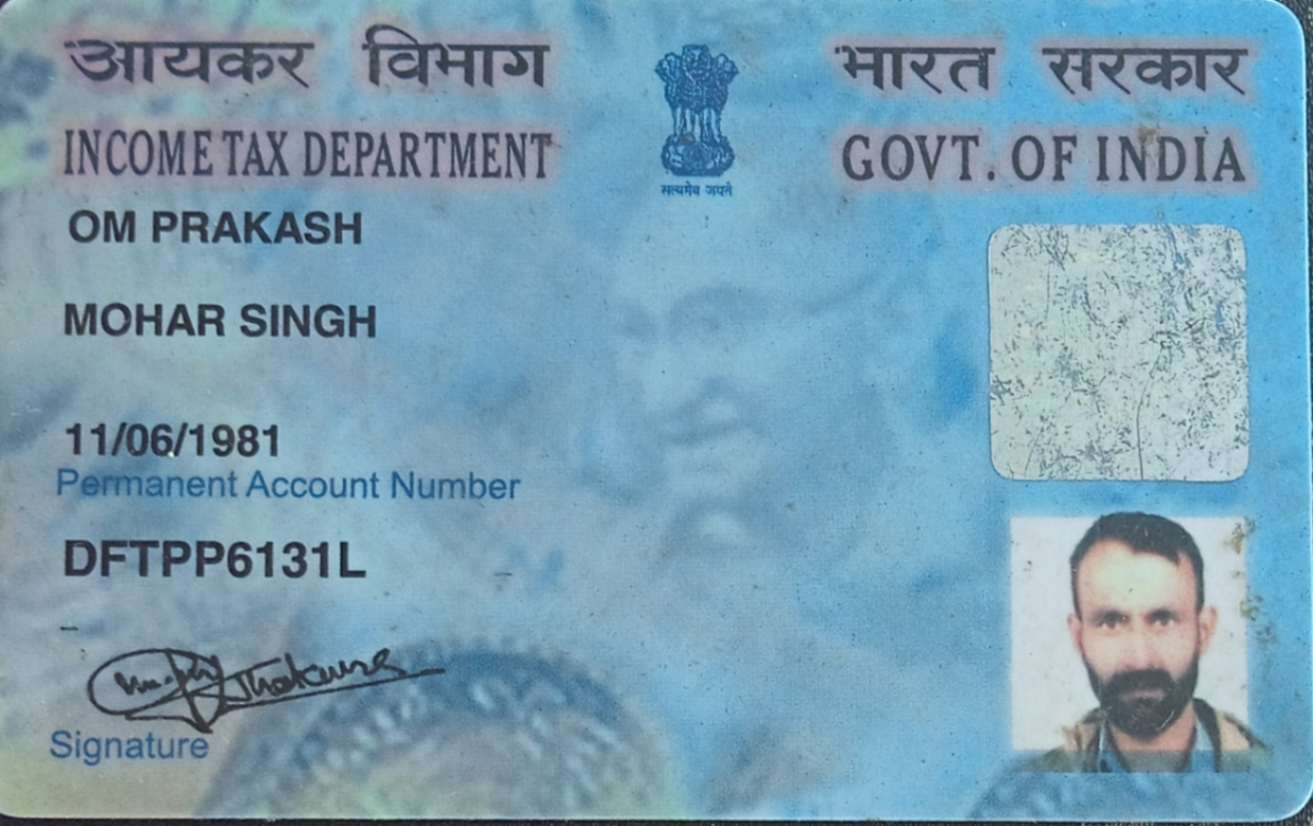 आयकर विभाग
INCOME TAX DEPARTMENT
सत्यमेव जयते
भारत सरकार
GOVT. OF INDIA
OM PRAKASH
MOHAR SINGH
11/06/1981
Permanent Account Number
DFTPP6131L
Signature